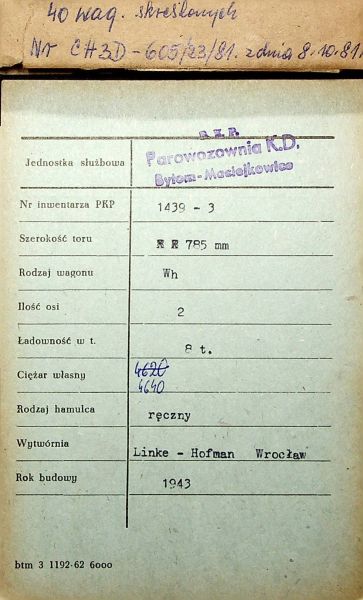 40 wag. skreślonych
Nr CH3D-605/23/81. z dnia 8.10.81
P. K. P.
Jednostka służbowa Parowozownia K.D.
Bytom-Maciejkowice
Nr inwentarza PKP 1439 - 3
Szerokość toru 785 mm
Rodzaj wagonu Wh
Ilość osi 2
Ładowność w t. 8 t.
Ciężar własny 4620
4640
Rodzaj hamulca ręczny
Wytwórnia Linke - Hofman Wrocław
Rok budowy 1943
btm 3 1192-62 6000